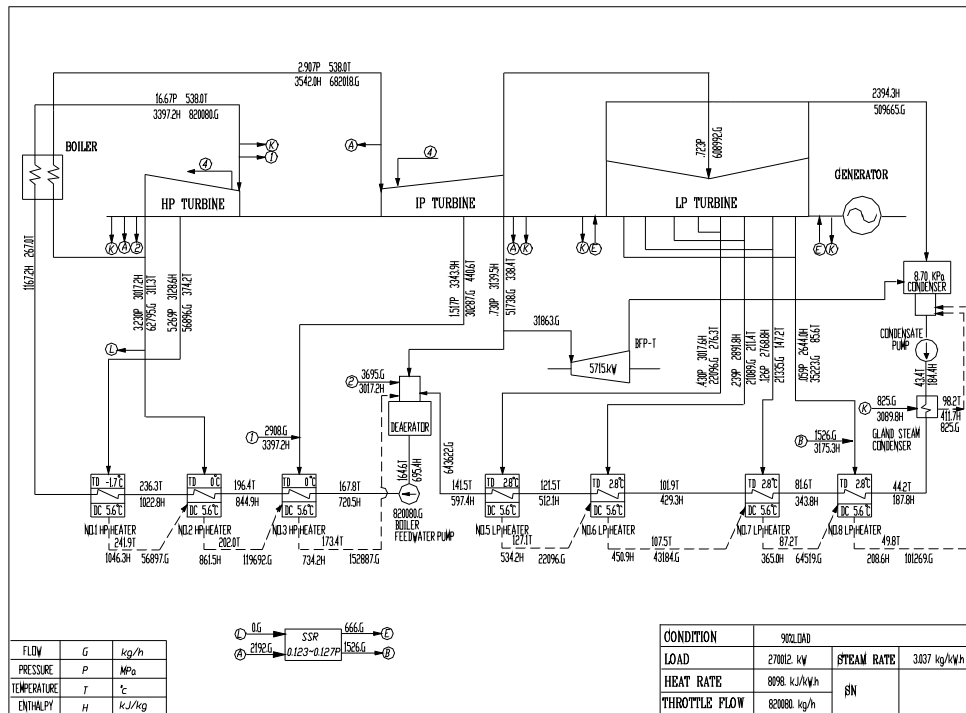 2.907P 538.0T
3542.0H 682018.G
16.67P 538.0T
3397.2H 820080.G
2394.3H
509665.G
BOILER
K
1
A
4
4
.723P
608992.G
GENERATOR
HP TURBINE
IP TURBINE
LP TURBINE
K A 2
A K
K E
E K
1167.2H 267.0T
3.230P 3017.2H
62795.G 311.3T
5.269P 3128.6H
56896.G 374.2T
1.517P 3343.9H
30287.G 440.6T
.730P 3139.5H
51738.G 338.4T
.430P 3017.6H
22096.G 276.3T
.239P 2891.8H
21089.G 211.4T
.126P 2768.8H
21335.G 147.2T
.059P 2644.0H
35223.G 85.6T
8.70 KPa
CONDENSER
CONDENSATE
PUMP
43.4T
184.4H
L
31863.G
BFP-T
5715.kW
2
3695.G
3017.2H
DEAERATOR
643622.G
164.6T
695.4H
1
2908.G
3397.2H
K
825.G
3089.8H
98.2T
411.7H
825.G
GLAND STEAM
CONDENSER
B
1526.G
3175.3H
TD -1.7℃
DC 5.6℃
236.3T
1022.8H
TD 0℃
DC 5.6℃
196.4T
844.9H
TD 0℃
DC 5.6℃
167.8T
720.5H
820080.G
BOILER
FEEDWATER PUMP
141.5T
597.4H
TD 2.8℃
DC 5.6℃
121.5T
512.1H
TD 2.8℃
DC 5.6℃
101.9T
429.3H
TD 2.8℃
DC 5.6℃
81.6T
343.8H
TD 2.8℃
DC 5.6℃
44.2T
187.8H
NO.1 HP HEATER
241.9T
1046.3H 56897.G
NO.2 HP HEATER
202.0T
861.5H 119692.G
NO.3 HP HEATER
173.4T
734.2H 152887.G
NO.5 LP HEATER
127.1T
534.2H 22096.G
NO.6 LP HEATER
107.5T
450.9H 43184.G
NO.7 LP HEATER
87.2T
365.0H 64519.G
NO.8 LP HEATER
49.8T
208.6H 101269.G
L 0.G
A 2192.G
SSR
0.123~0.127P
666.G E
1526.G B
FLOW G kg/h
PRESSURE P MPa
TEMPERATURE T ℃
ENTHALPY H kJ/kg
CONDITION 90%LOAD
LOAD 270012. kW STEAM RATE 3.037 kg/kW.h
HEAT RATE 8098. kJ/kW.h SN
THROTTLE FLOW 820080. kg/h